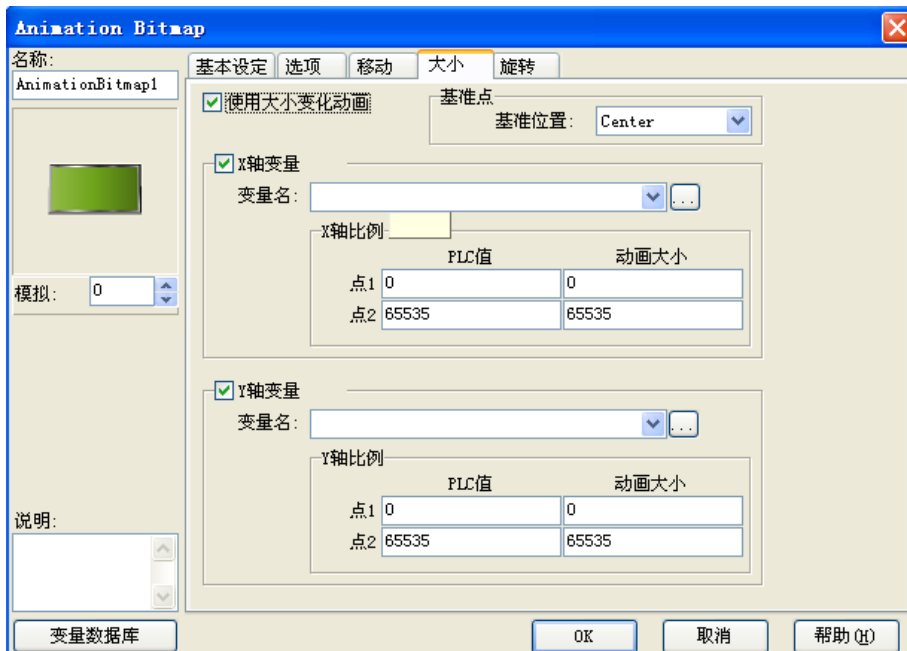 Animation Bitmap
名称:
AnimationBitmap1
模拟: 0
说明:
变量数据库
基本设定 选项 移动 大小 旋转
使用大小变化动画
基准点
基准位置: Center
X轴变量
变量名: ...
X轴比例
PLC值 动画大小
点1 0 0
点2 65535 65535
Y轴变量
变量名: ...
Y轴比例
PLC值 动画大小
点1 0 0
点2 65535 65535
OK 取消 帮助(H)